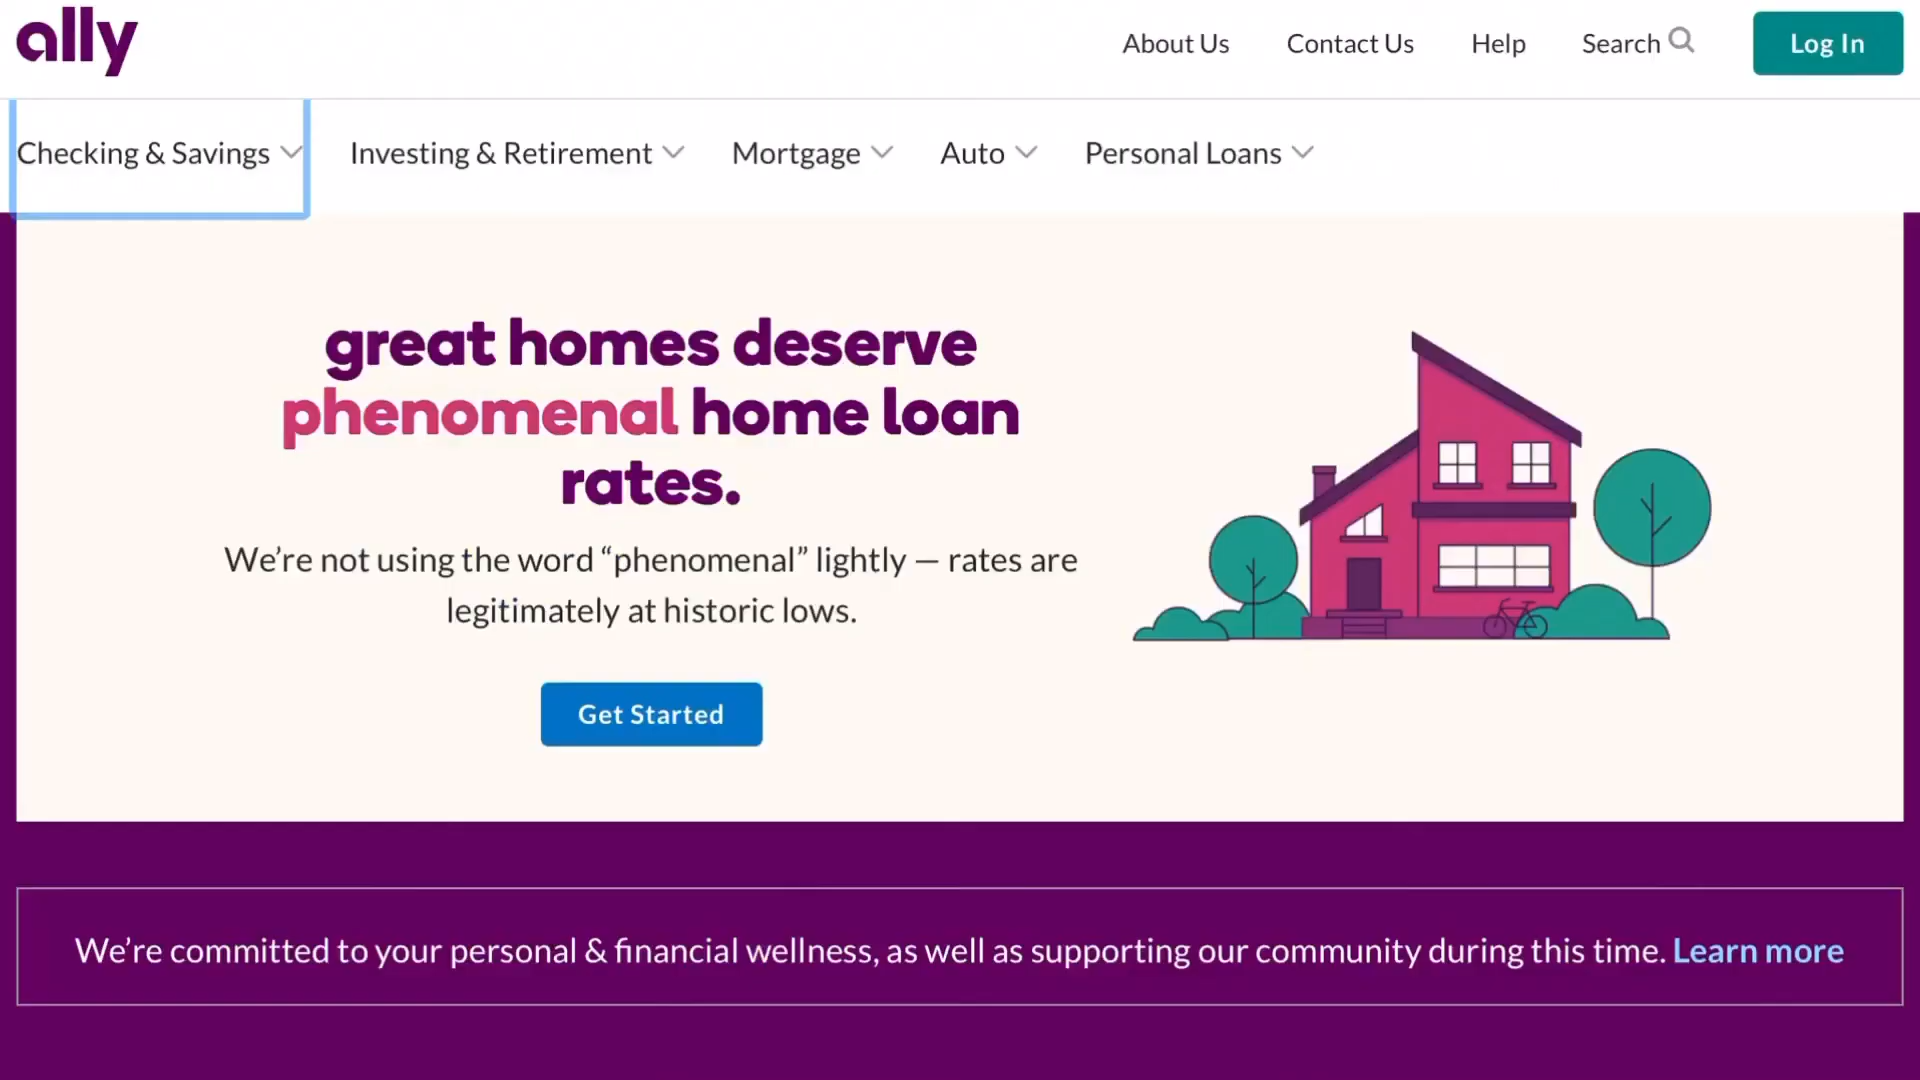 ally
About Us
Contact Us
Help
Search
Log In
Checking & Savings
Investing & Retirement
Mortgage
Auto
Personal Loans
great homes deserve
phenomenal home loan
rates.
We’re not using the word “phenomenal” lightly — rates are
legitimately at historic lows.
Get Started
We’re committed to your personal & financial wellness, as well as supporting our community during this time. Learn more